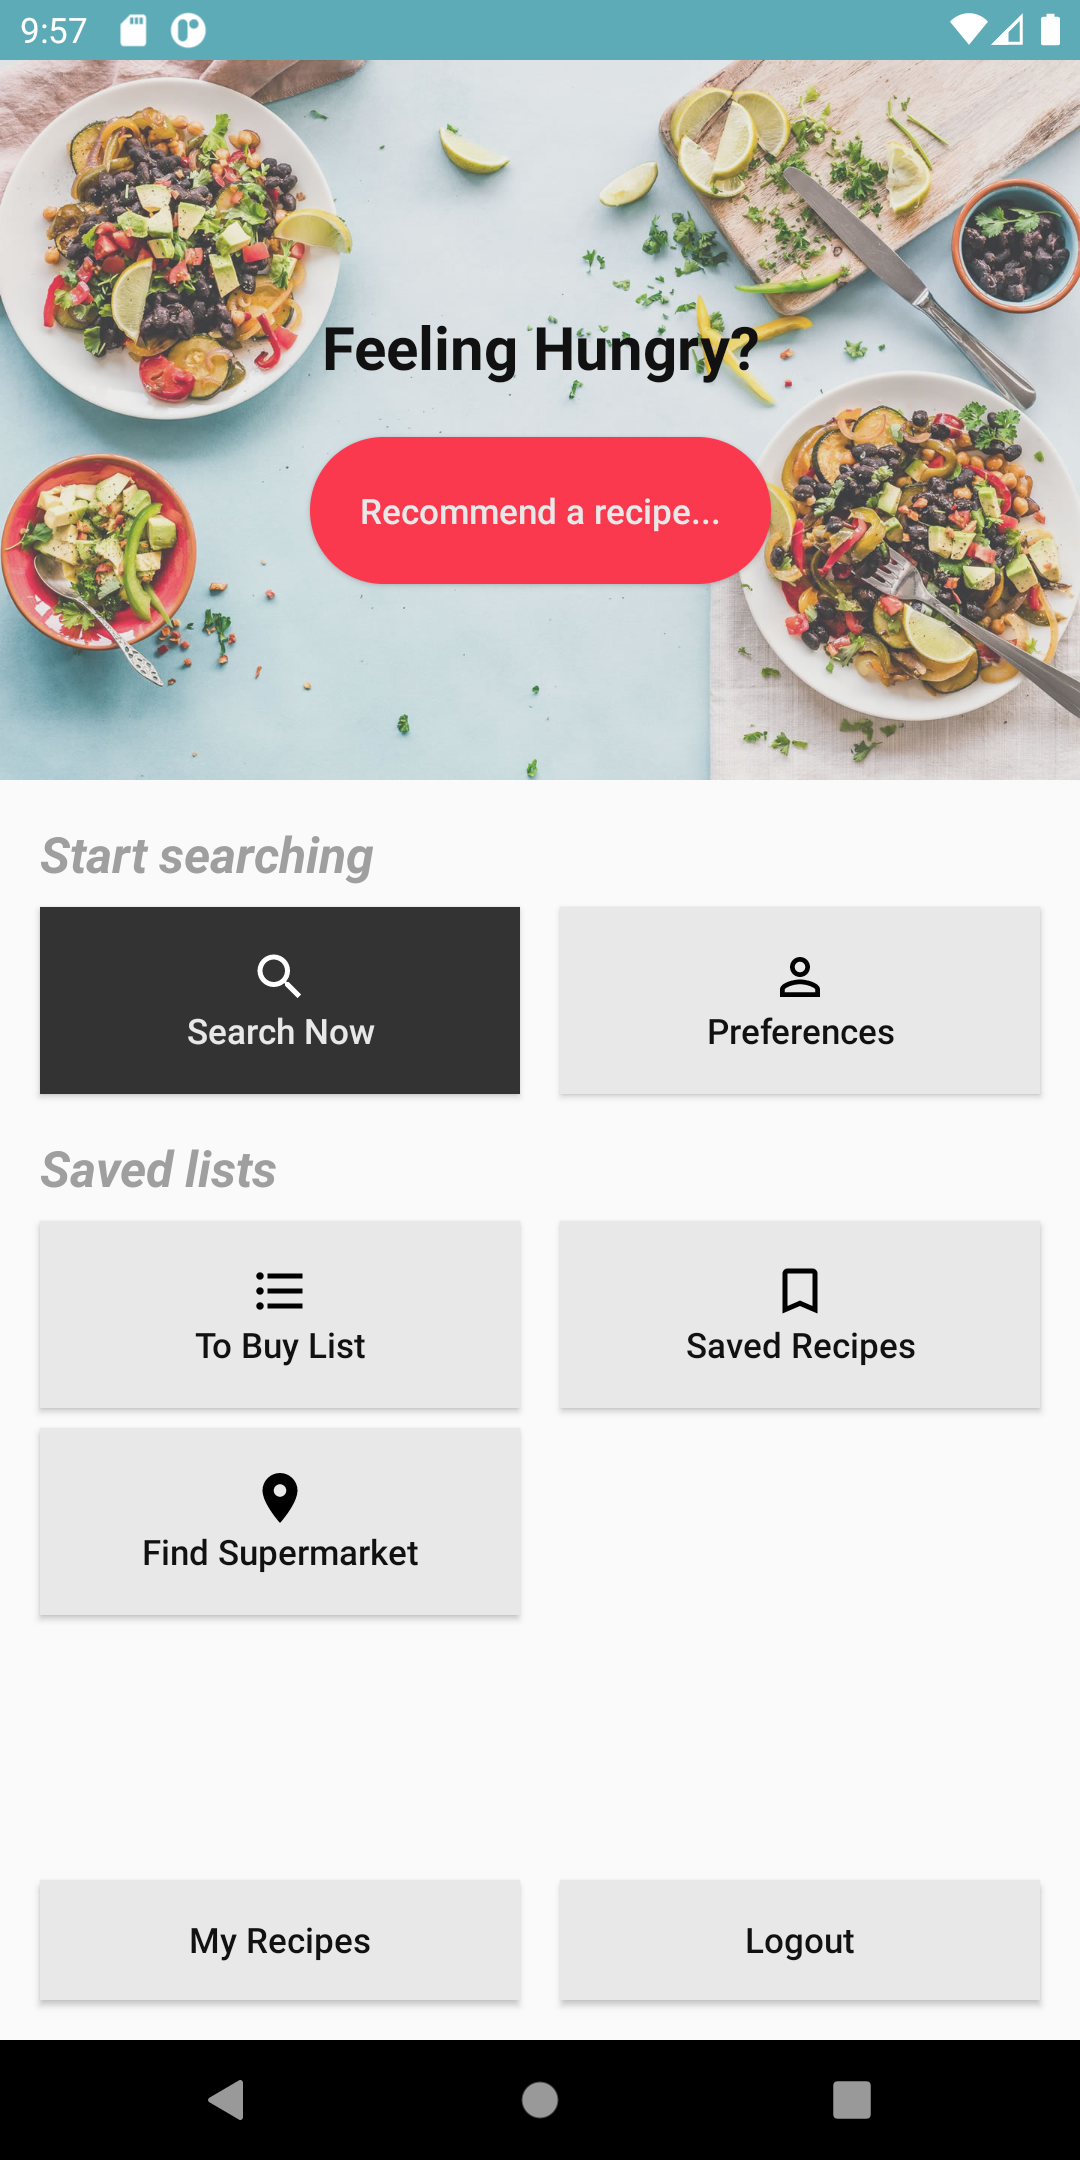 9:57
Feeling Hungry?
Recommend a recipe...
Start searching
Search Now
Preferences
Saved lists
To Buy List
Saved Recipes
Find Supermarket
My Recipes
Logout